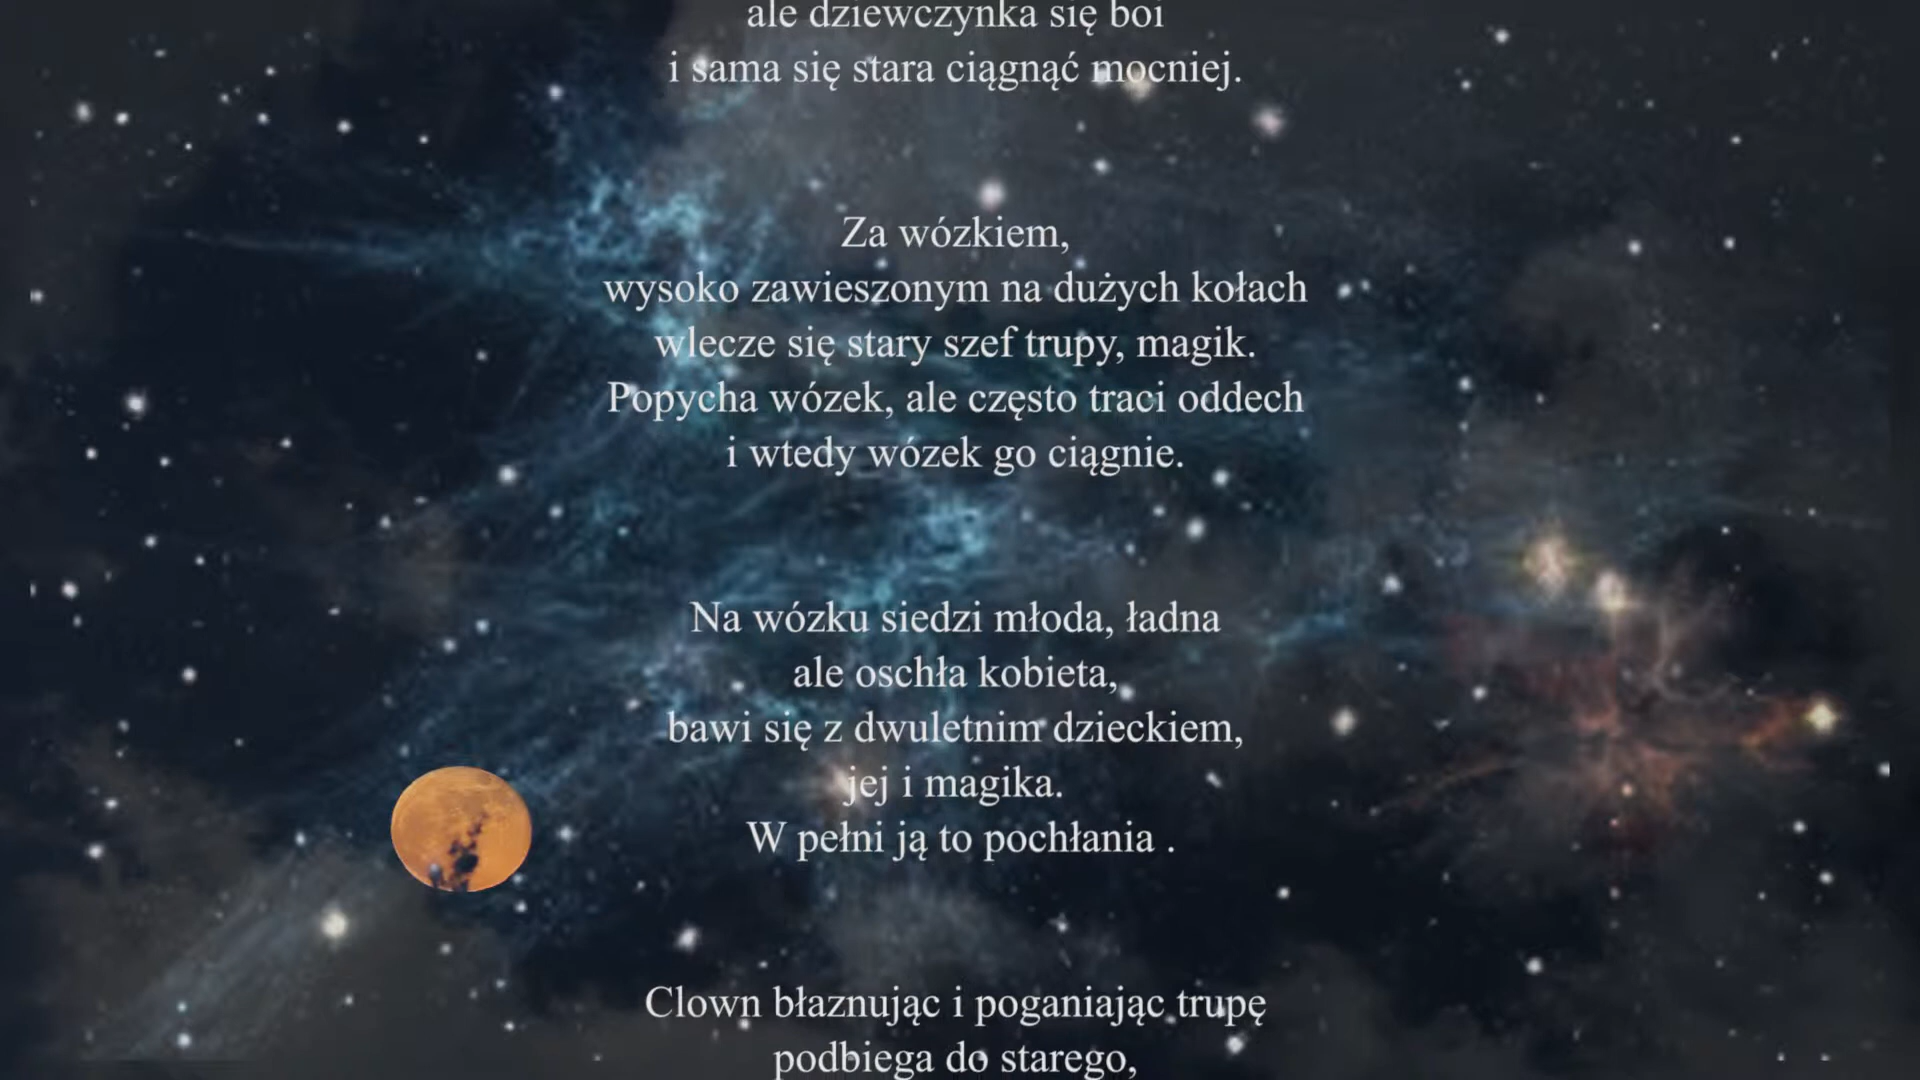 ale dziewczynka się boi
i sama się stara ciągnąć mocniej.
Za wózkiem,
wysoko zawieszonym na dużych kołach
wlecze się stary szef trupy, magik.
Popycha wózek, ale często traci oddech
i wtedy wózek go ciągnie.
Na wózku siedzi młoda, ładna
ale oschła kobieta,
bawi się z dwuletnim dzieckiem,
jej i magika.
W pełni ją to pochłania .
Clown błaznując i poganiając trupę
podbiega do starego,